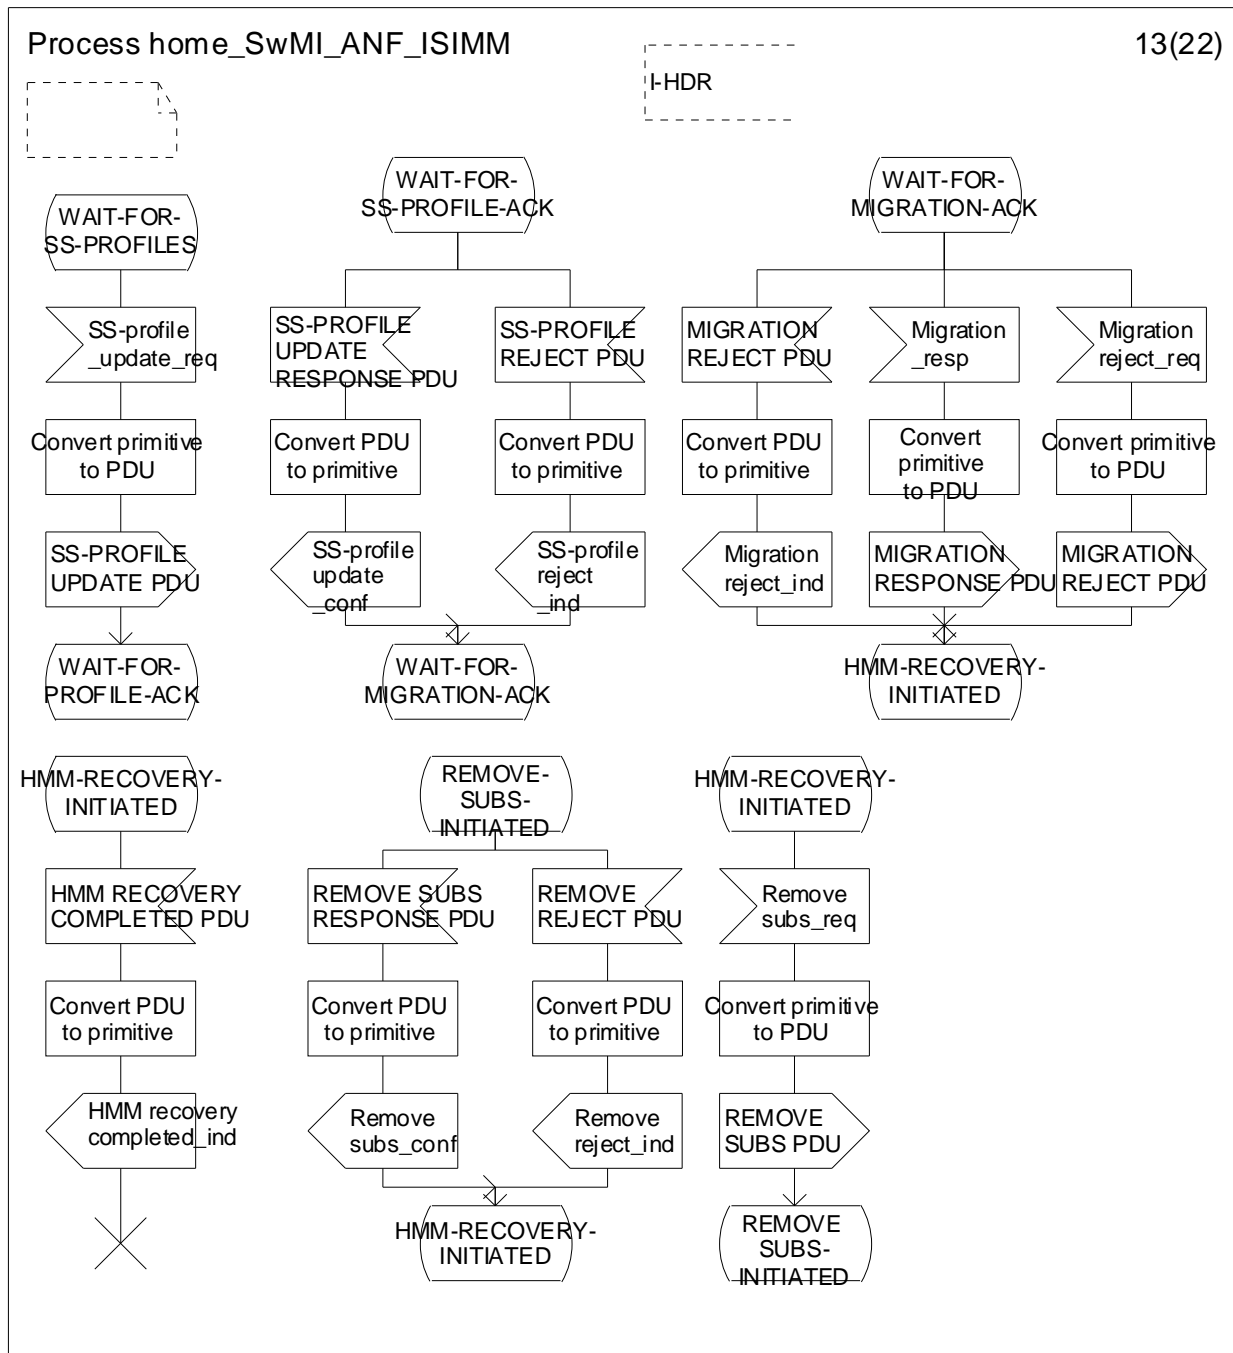 Process home_SwMI_ANF_ISIMM
I-HDR
13(22)
WAIT-FOR-
SS-PROFILES
SS-profile
_update_req
Convert primitive
to PDU
SS-PROFILE
UPDATE PDU
WAIT-FOR-
PROFILE-ACK
WAIT-FOR-
SS-PROFILE-ACK
SS-PROFILE
UPDATE
RESPONSE PDU
Convert PDU
to primitive
SS-profile
update
_conf
SS-PROFILE
REJECT PDU
Convert PDU
to primitive
SS-profile
reject
_ind
WAIT-FOR-
MIGRATION-ACK
WAIT-FOR-
MIGRATION-ACK
MIGRATION
REJECT PDU
Convert PDU
to primitive
Migration
reject_ind
Migration
_resp
Convert
primitive
to PDU
MIGRATION
RESPONSE PDU
Migration
reject_req
Convert primitive
to PDU
MIGRATION
REJECT PDU
HMM-RECOVERY-
INITIATED
HMM-RECOVERY-
INITIATED
HMM RECOVERY
COMPLETED PDU
Convert PDU
to primitive
HMM recovery
completed_ind
REMOVE-
SUBS-
INITIATED
REMOVE SUBS
RESPONSE PDU
Convert PDU
to primitive
Remove
subs_conf
REMOVE
REJECT PDU
Convert PDU
to primitive
Remove
reject_ind
HMM-RECOVERY-
INITIATED
HMM-RECOVERY-
INITIATED
Remove
subs_req
Convert primitive
to PDU
REMOVE
SUBS PDU
REMOVE
SUBS-
INITIATED